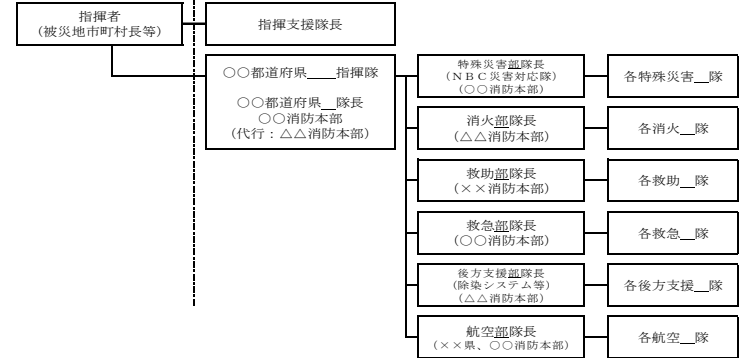 指揮者
(被災地市町村長等)
指揮支援隊長
○○都道府県＿＿指揮隊
○○都道府県＿隊長
○○消防本部
(代行：△△消防本部)
特殊災害部隊長
(ＮＢＣ災害対応隊)
(○○消防本部)
各特殊災害＿隊
消火部隊長
(△△消防本部)
各消火＿隊
救助部隊長
(××消防本部)
各救助＿隊
救急部隊長
(○○消防本部)
各救急＿隊
後方支援部隊長
(除染システム等)
(△△消防本部)
各後方支援＿隊
航空部隊長
(××県、○○消防本部)
各航空＿隊